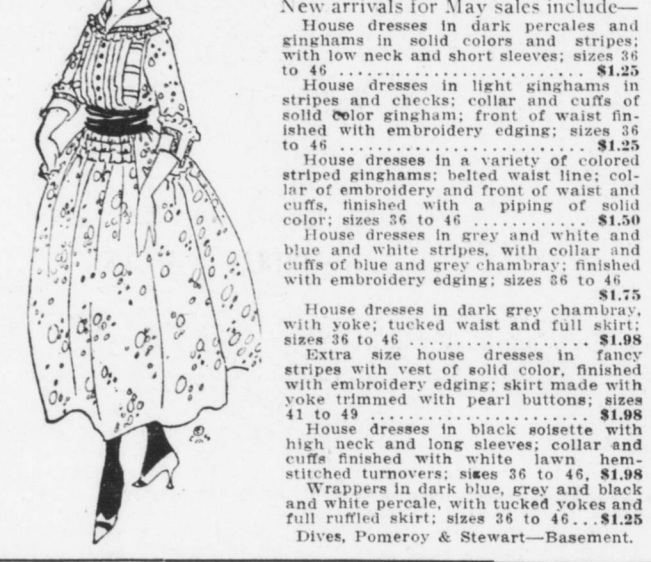 New arrivals for May sales include—
House dresses in dark percales and
ginghams in solid colors and stripes;
with low neck and short sleeves; sizes 36
to 46 .......................... $1.25
House dresses in light ginghams in
stripes and checks; collar and cuffs of
solid color gingham; front of waist fin-
ished with embroidery edging; sizes 36
to 46 .......................... $1.25
House dresses in a variety of colored
striped ginghams; belted waist line; col-
lar of embroidery and front of waist and
cuffs, finished with a piping of solid
color; sizes 36 to 46 ............ $1.50
House dresses in grey and white and
blue and white stripes, with collar and
cuffs of blue and grey chambray; finished
with embroidery edging; sizes 36 to 46
$1.75
House dresses in dark grey chambray,
with yoke; tucked waist and full skirt;
sizes 36 to 46 .................. $1.98
Extra size house dresses in fancy
stripes with vest of solid color, finished
with embroidery edging; skirt made with
yoke trimmed with pearl buttons; sizes
41 to 49 ...................... $1.98
House dresses in black soisette with
high neck and long sleeves; collar and
cuffs finished with white lawn hem-
stitched turnovers; sizes 36 to 46, $1.98
Wrappers in dark blue, grey and black
and white percale, with tucked yokes and
full ruffled skirt; sizes 36 to 46...$1.25
Dives, Pomeroy & Stewart—Basement.